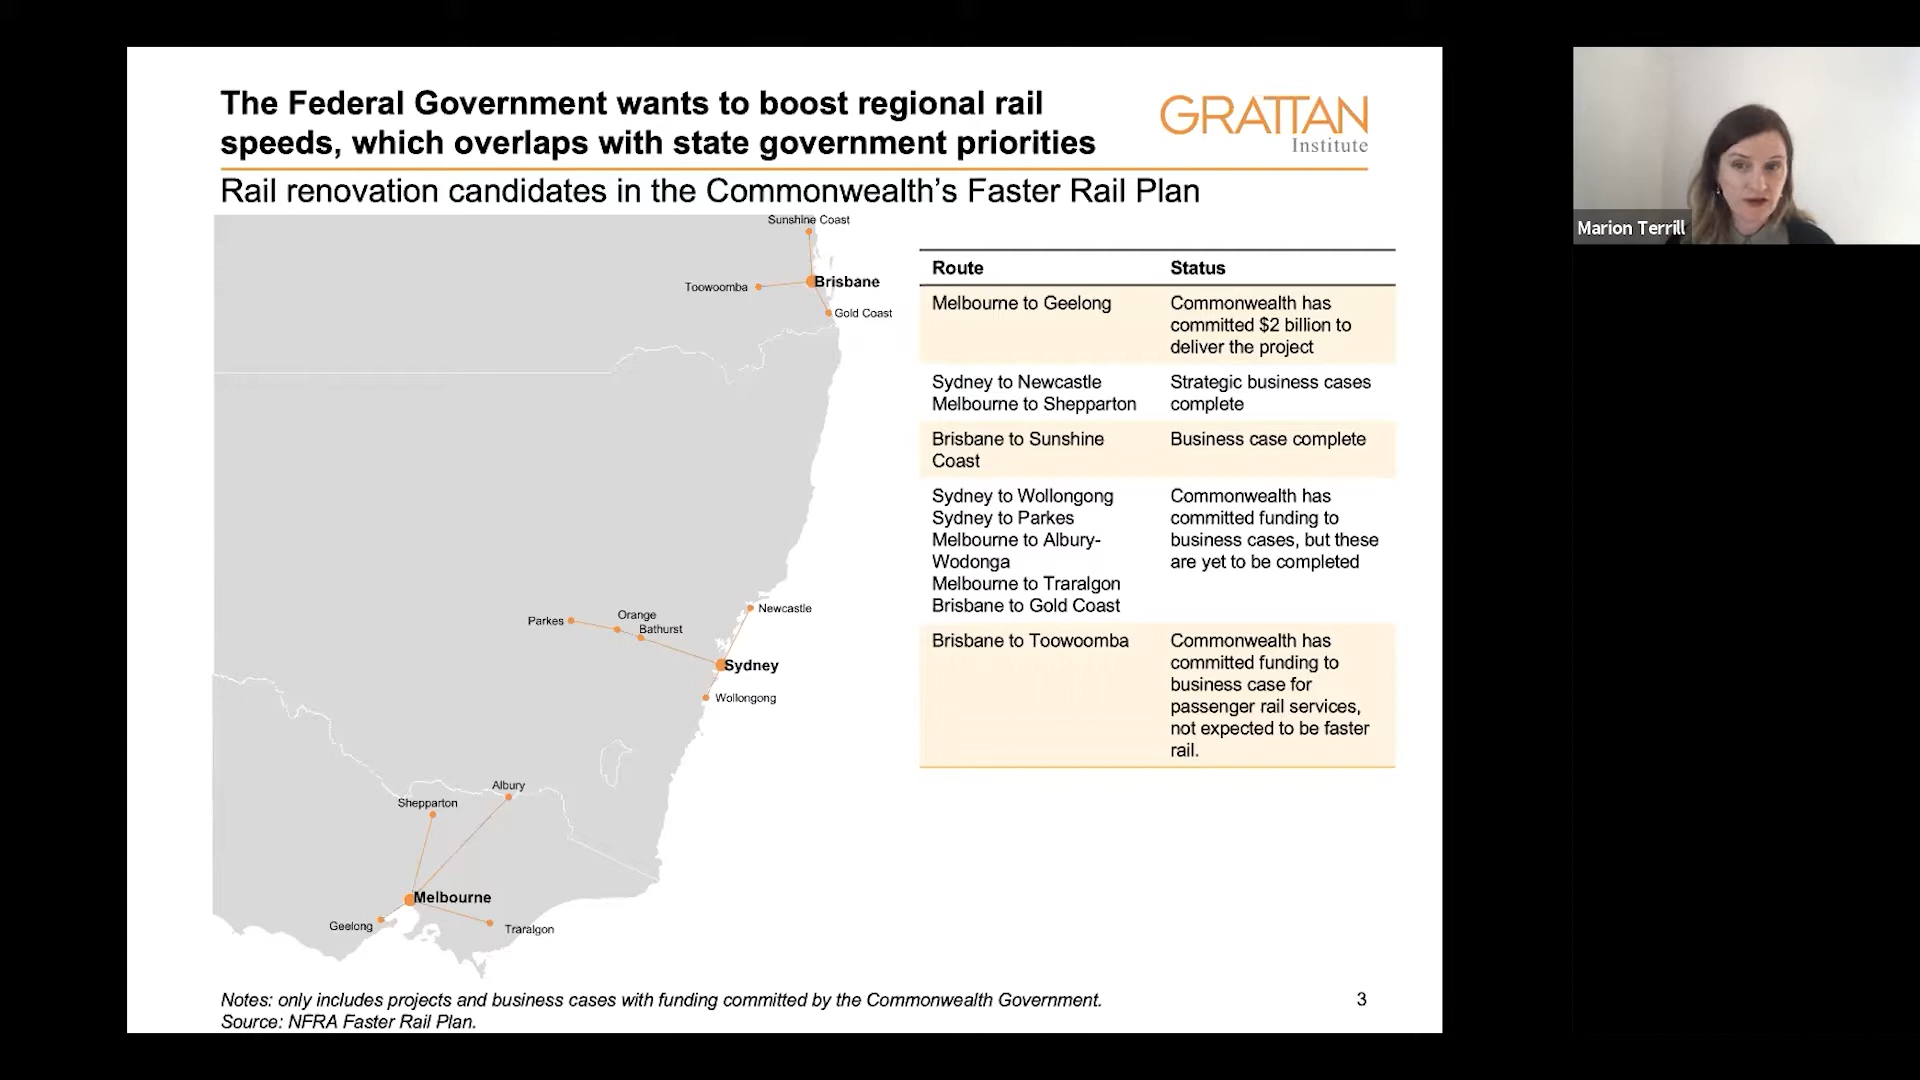 The Federal Government wants to boost regional rail
speeds, which overlaps with state government priorities
GRATTAN
Institute
Rail renovation candidates in the Commonwealth's Faster Rail Plan
Sunshine Coast
Toowoomba
Brisbane
Gold Coast
Parkes
Orange
Bathurst
Newcastle
Sydney
Wollongong
Albury
Shepparton
Melbourne
Geelong
Traralgon
Route Status
Melbourne to Geelong
Commonwealth has
committed $2 billion to
deliver the project
Sydney to Newcastle
Melbourne to Shepparton
Strategic business cases
complete
Brisbane to Sunshine
Coast
Business case complete
Sydney to Wollongong
Sydney to Parkes
Melbourne to Albury-
Wodonga
Melbourne to Traralgon
Brisbane to Gold Coast
Commonwealth has
committed funding to
business cases, but these
are yet to be completed
Brisbane to Toowoomba
Commonwealth has
committed funding to
business case for
passenger rail services,
not expected to be faster
rail.
Notes: only includes projects and business cases with funding committed by the Commonwealth Government.
Source: NFRA Faster Rail Plan.
3
Marion Terrill